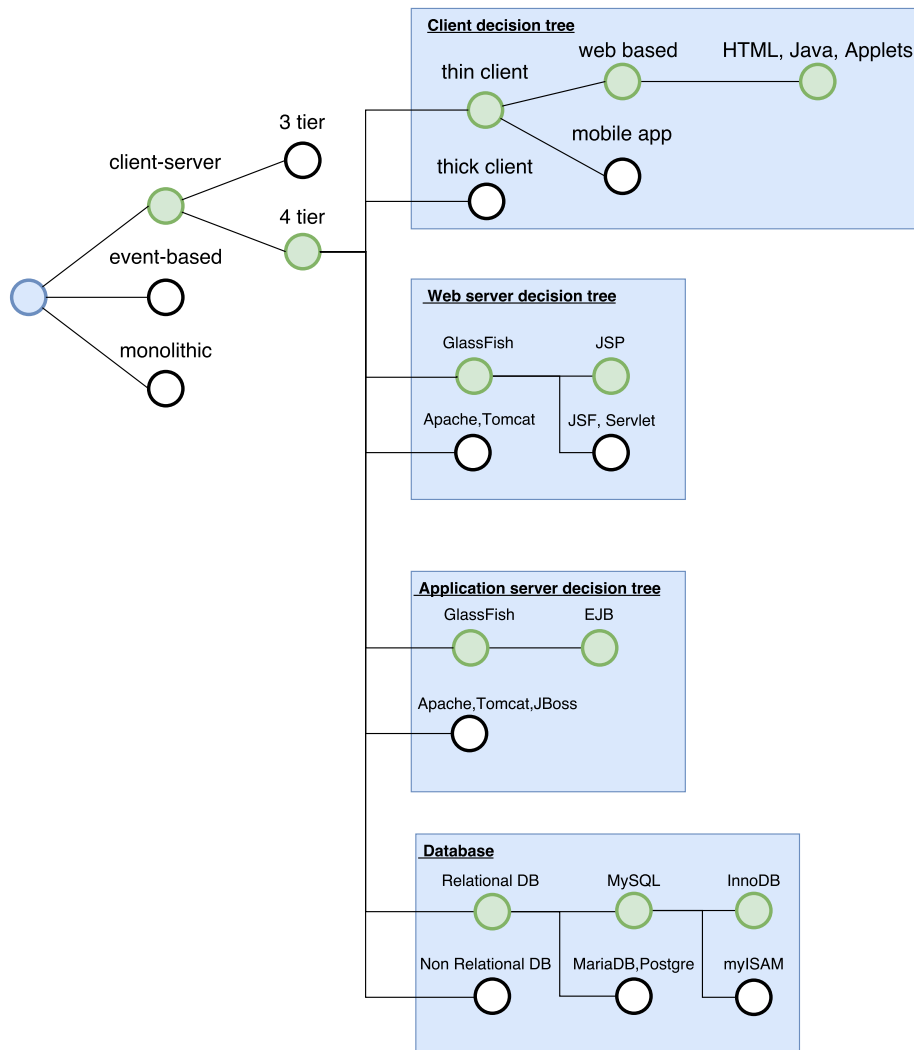 Client decision tree
web based
HTML, Java, Applets
thin client
mobile app
thick client
3 tier
client-server
4 tier
event-based
monolithic
Web server decision tree
GlassFish
JSP
Apache,Tomcat
JSF, Servlet
Application server decision tree
GlassFish
EJB
Apache,Tomcat,JBoss
Database
Relational DB
MySQL
InnoDB
Non Relational DB
MariaDB,Postgre
myISAM